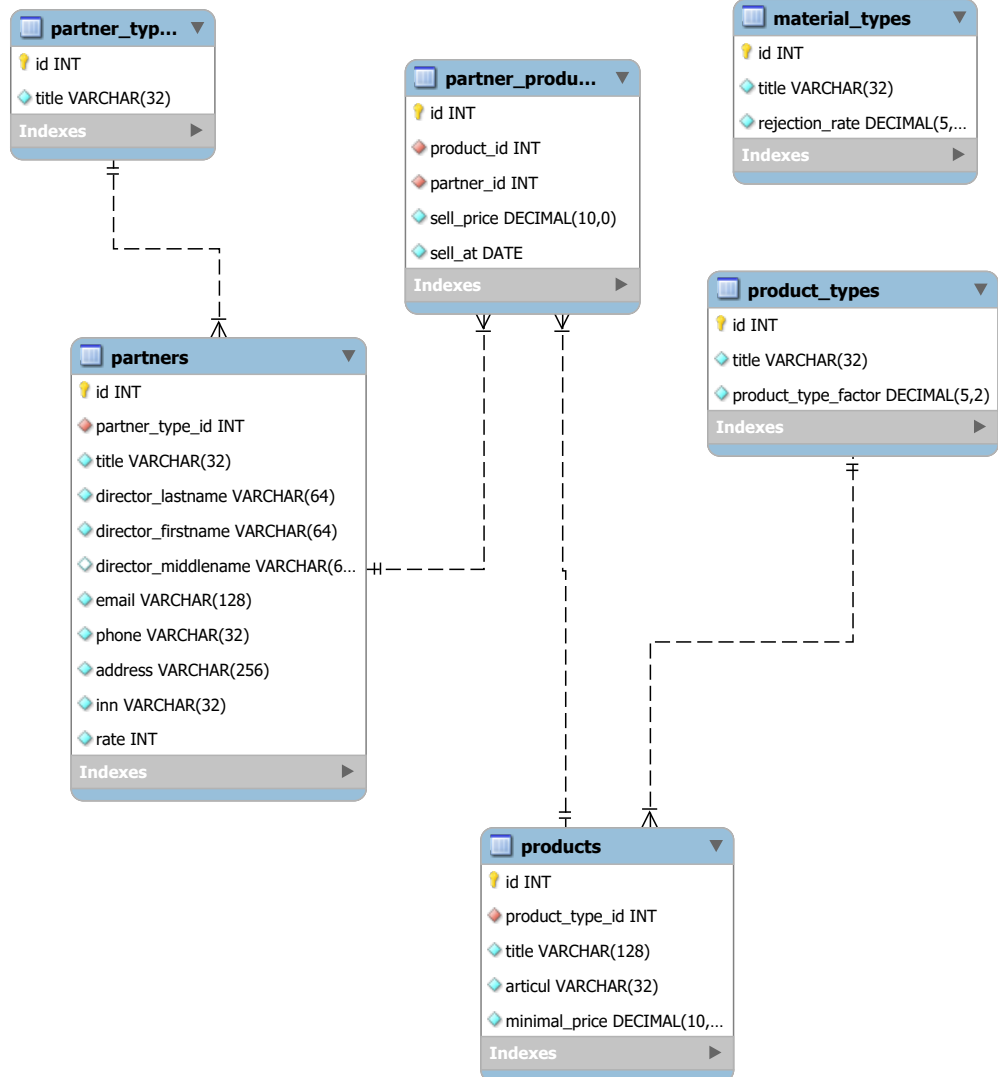 partner_typ...
id INT
title VARCHAR(32)
Indexes
partner_produ...
id INT
product_id INT
partner_id INT
sell_price DECIMAL(10,0)
sell_at DATE
Indexes
material_types
id INT
title VARCHAR(32)
rejection_rate DECIMAL(5,...
Indexes
product_types
id INT
title VARCHAR(32)
product_type_factor DECIMAL(5,2)
Indexes
partners
id INT
partner_type_id INT
title VARCHAR(32)
director_lastname VARCHAR(64)
director_firstname VARCHAR(64)
director_middlename VARCHAR(6...
email VARCHAR(128)
phone VARCHAR(32)
address VARCHAR(256)
inn VARCHAR(32)
rate INT
Indexes
products
id INT
product_type_id INT
title VARCHAR(128)
articul VARCHAR(32)
minimal_price DECIMAL(10,...
Indexes